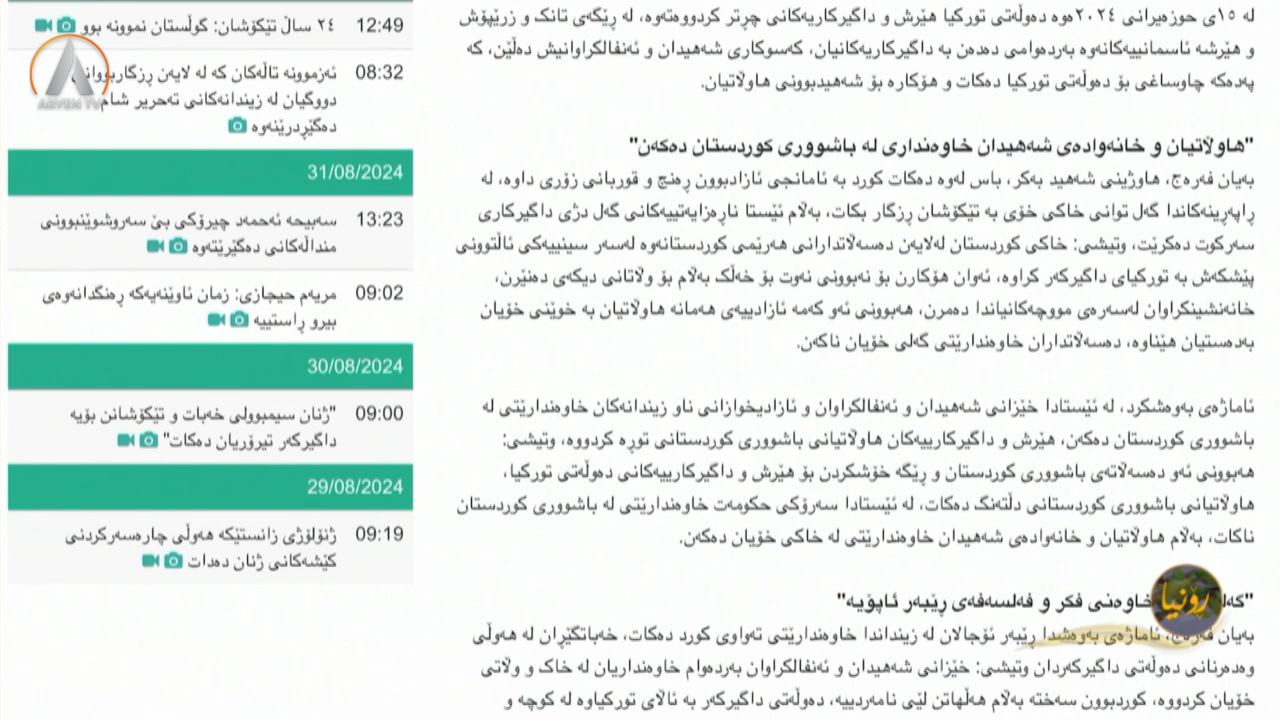 لە ١٥ی حوزەیرانی ٢٠٢٤ەوە دەوڵەتی تورکیا هێرش و داگیرکاریەکانی چڕتر کردووەتەوە، لە ڕێگەی تانک و زرێپۆش
و هێرشە ئاسمانییەکانەوە بەردەوامی دەدەن بە داگیرکاریەکانیان، کەسوکاری شەهیدان و ئەنفالکراوانیش دەڵێن، کە
پەدەکە چاوساغی بۆ دەوڵەتی تورکیا دەکات و هۆکارە بۆ شەهیدبوونی هاوڵاتیان.
"هاوڵاتیان و خانەوادەی شەهیدان خاوەنداری لە باشووری کوردستان دەکەن"
بەیان فەرەج، هاوژینی شەهید بەکر، باس لەوە دەکات کورد بە ئامانجی ئازادبوون ڕەنج و قوربانی زۆری داوە، لە
ڕاپەڕینەکاندا گەل توانی خاکی خۆی بە تێکۆشان ڕزگار بکات، بەڵام ئێستا ناڕەزایەتییەکانی گەل دژی داگیرکاری
سەرکوت دەکرێت، وتیشی: خاکی کوردستان لەلایەن دەسەڵاتدارانی هەرێمی کوردستانەوە لەسەر سینییەکی ئاڵتوونی
پێشکەش بە تورکیای داگیرکەر کراوە، ئەوان هۆکارن بۆ نەبوونی نەوت بۆ خەڵک بەڵام بۆ وڵاتانی دیکەی دەنێرن،
خانەنشینکراوان لەسەرەی مووچەکانیاندا دەمرن، هەبوونی ئەو کەمە ئازادییەی هەمانە هاوڵاتیان بە خوێنی خۆیان
بەدەستیان هێناوە، دەسەڵاتداران خاوەندارێتی گەلی خۆیان ناکەن.
ئاماژەی بەوەشکرد، لە ئێستادا خێزانی شەهیدان و ئەنفالکراوان و ئازادیخوازانی ناو زیندانەکان خاوەندارێتی لە
باشووری کوردستان دەکەن، هێرش و داگیرکارییەکان هاوڵاتیانی باشووری کوردستانی توڕە کردووە، وتیشی:
هەبوونی ئەو دەسەڵاتەی باشووری کوردستان و ڕێگە خۆشکردن بۆ هێرش و داگیرکارییەکانی دەوڵەتی تورکیا،
هاوڵاتیانی باشووری کوردستانی دڵتەنگ دەکات، لە ئێستادا سەرۆکی حکومەت خاوەندارێتی لە باشووری کوردستان
ناکات، بەڵام هاوڵاتیان و خانەوادەی شەهیدان خاوەندارێتی لە خاکی خۆیان دەکەن.
خاوەنی فکر و فەلسەفەی ڕێبەر ئاپۆیە"
بەیان فەرەج، ئاماژەی بەوەشدا ڕێبەر ئۆجالان لە زینداندا خاوەندارێتی تەواوی کورد دەکات، خەباتگێڕان لە هەوڵی
وەدەرنانی دەوڵەتی داگیرکەردان وتیشی: خێزانی شەهیدان و ئەنفالکراوان بەردەوام خاوەنداریان لە خاک و وڵاتی
خۆیان کردووە، کوردبوون سەختە بەڵام هەڵهاتن لێی نامەردییە، دەوڵەتی داگیرکەر بە ئاڵای تورکیاوە لە کوچە و
12:49 ٢٤ ساڵ تێکۆشان: گوڵستان نموونە بوو
08:32 ئەزموونە تاڵەکان کە لە لایەن ڕزگاربووانی
دووگیان لە زیندانەکانی تەحریر شام
دەگێڕدرێنەوە
31/08/2024
13:23 سەبیحە ئەحمەد چیرۆکی بێ سەروشوێنبوونی
منداڵەکانی دەگێڕێتەوە
09:02 مریەم حیجازی: زمان ئاوێنەیەکە ڕەنگدانەوەی
بیرو ڕاستییە
30/08/2024
09:00 "ژنان سیمبوولی خەبات و تێکۆشانن بۆیە
داگیرکەر تیرۆریان دەکات"
29/08/2024
09:19 ژنۆلۆژی زانستێکە هەوڵی چارەسەرکردنی
کێشەکانی ژنان دەدات
ARYEN TV
رۆنیا